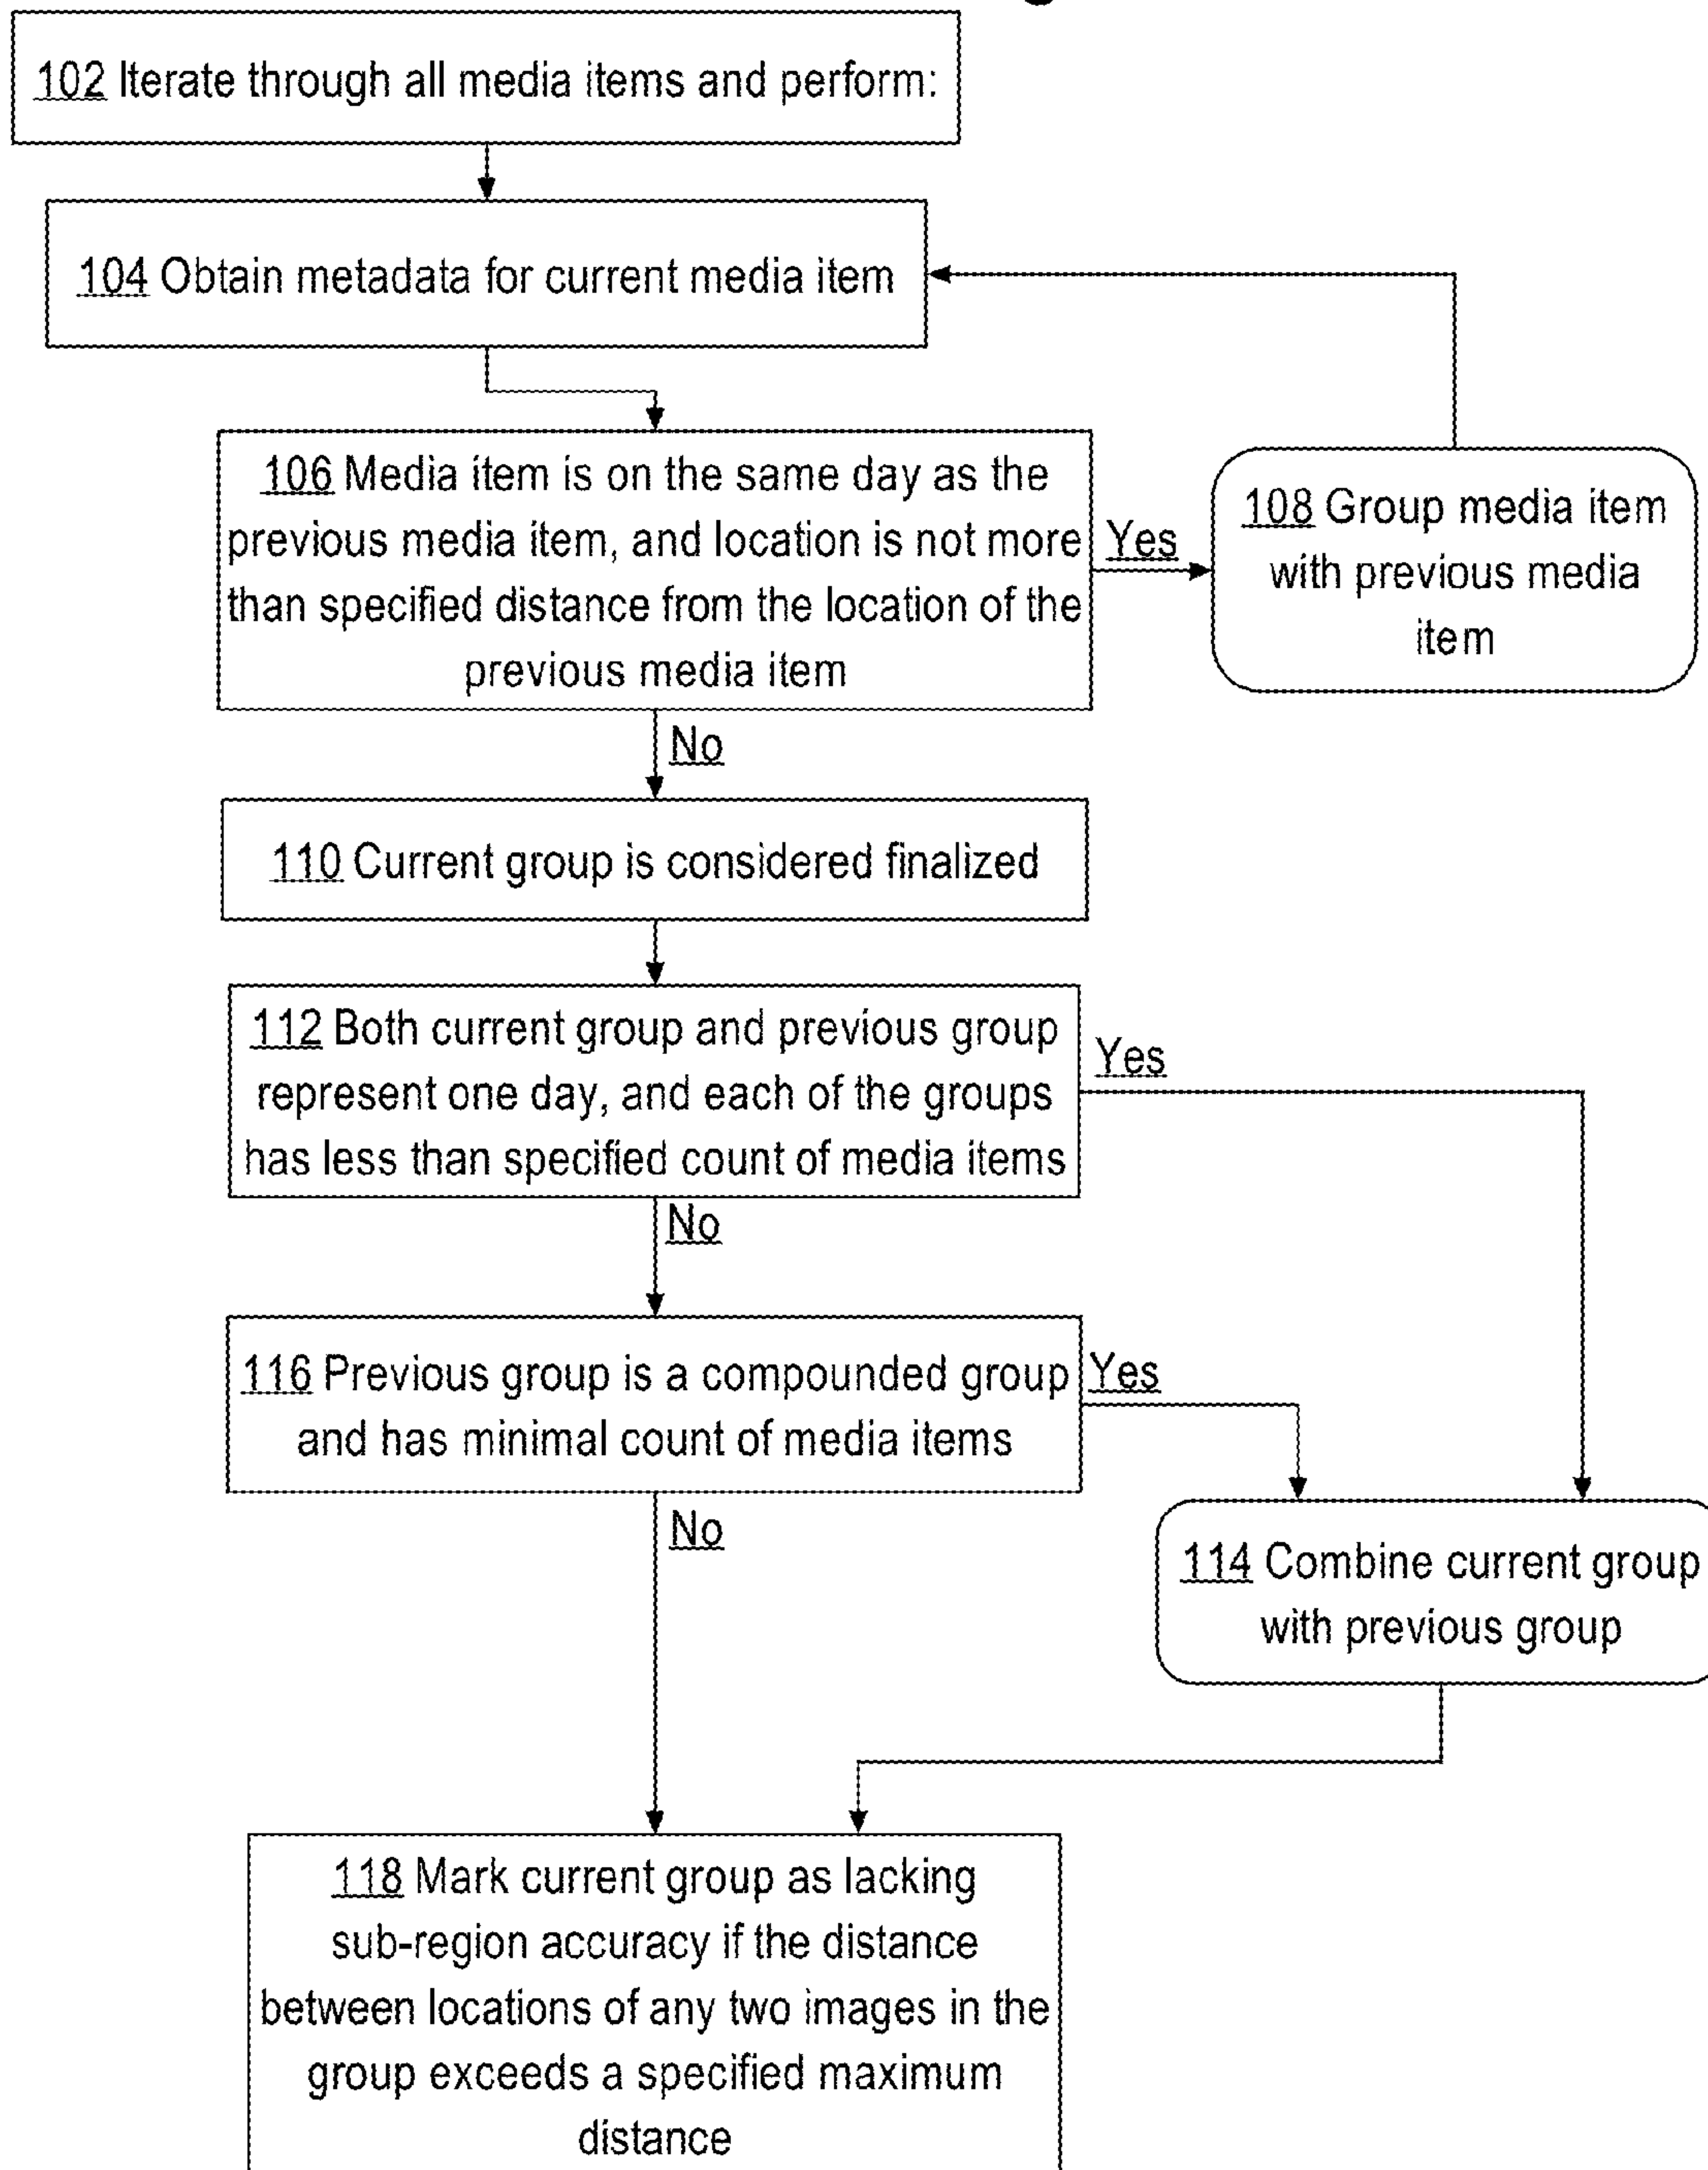 102 Iterate through all media items and perform:
104 Obtain metadata for current media item
106 Media item is on the same day as the
previous media item, and location is not more
than specified distance from the location of the
previous media item
Yes
108 Group media item
with previous media
item
No
110 Current group is considered finalized
112 Both current group and previous group
represent one day, and each of the groups
has less than specified count of media items
Yes
No
116 Previous group is a compounded group
and has minimal count of media items
Yes
No
114 Combine current group
with previous group
118 Mark current group as lacking
sub-region accuracy if the distance
between locations of any two images in the
group exceeds a specified maximum
distance